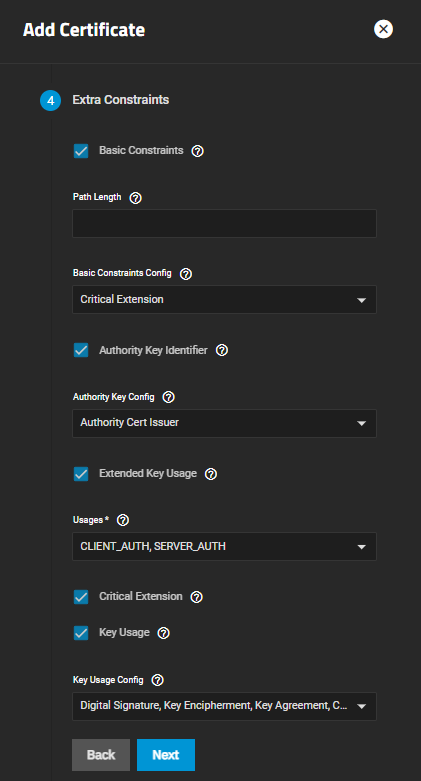 Add Certificate
4 Extra Constraints
Basic Constraints
Path Length
Basic Constraints Config
Critical Extension
Authority Key Identifier
Authority Key Config
Authority Cert Issuer
Extended Key Usage
Usages *
CLIENT_AUTH, SERVER_AUTH
Critical Extension
Key Usage
Key Usage Config
Digital Signature, Key Encipherment, Key Agreement, C...
Back Next